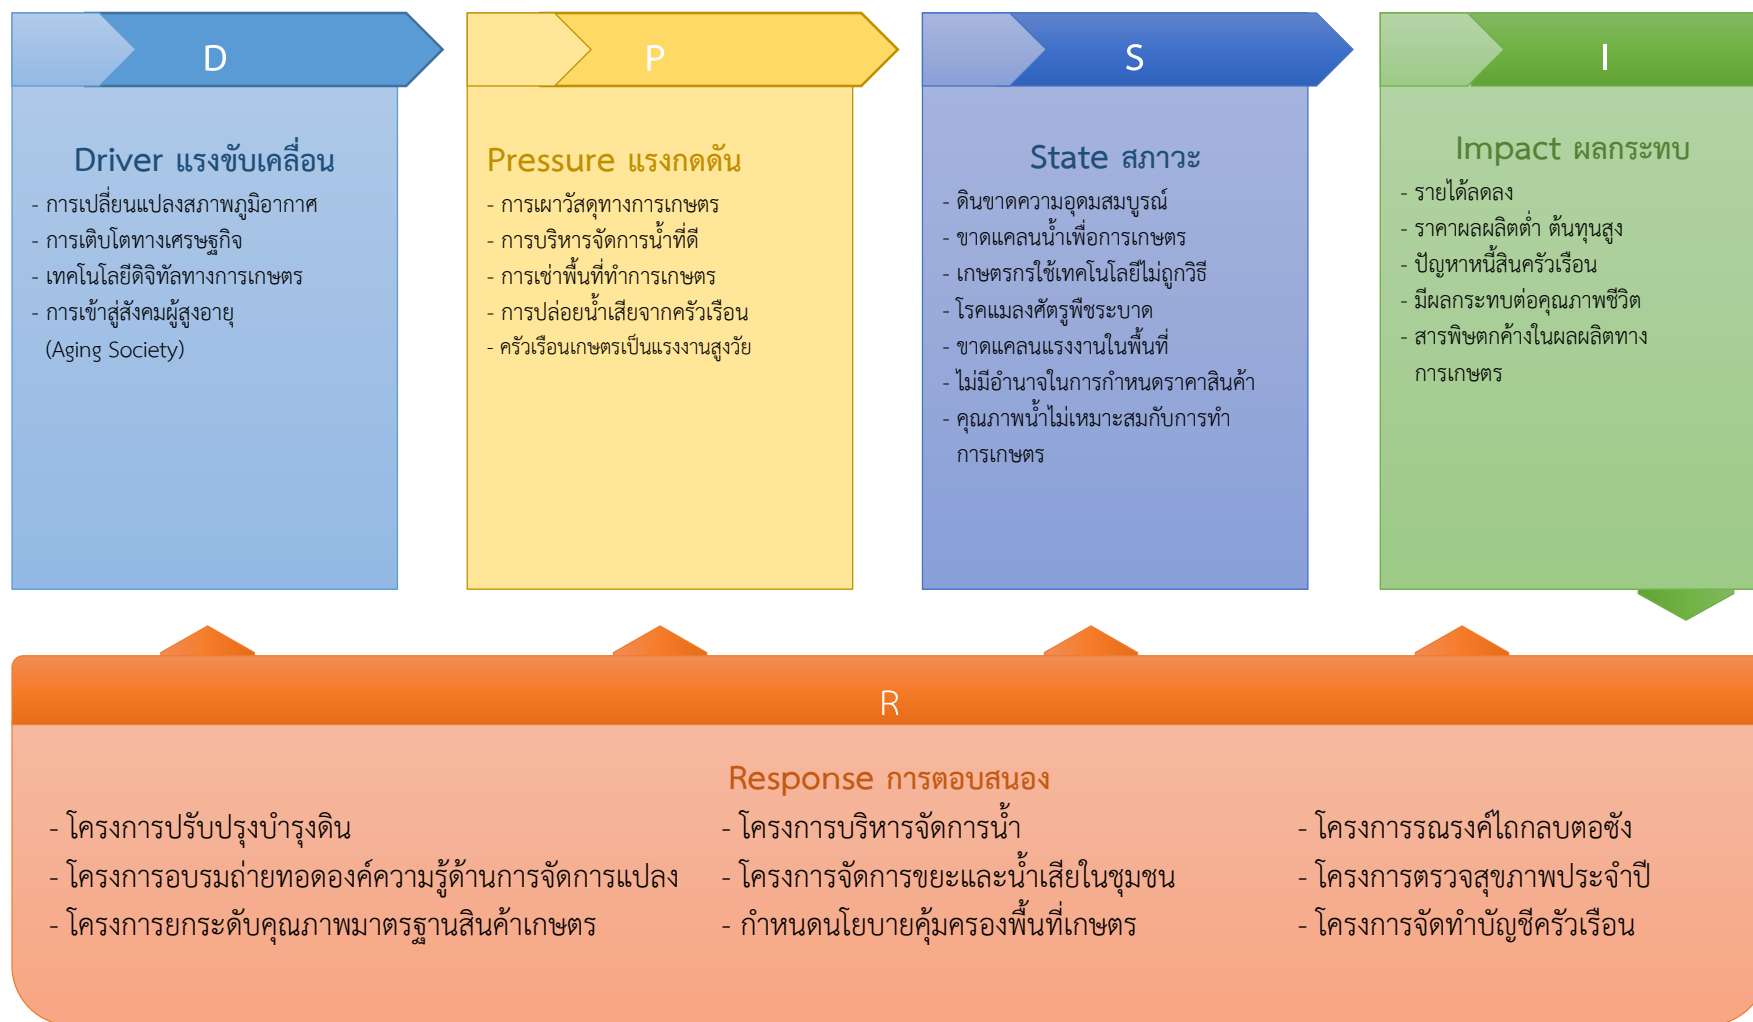 D
Driver แรงขับเคลื่อน
- การเปลี่ยนแปลงสภาพภูมิอากาศ
- การเติบโตทางเศรษฐกิจ
- เทคโนโลยีดิจิทัลทางการเกษตร
- การเข้าสู่สังคมผู้สูงอายุ
(Aging Society)
P
Pressure แรงกดดัน
- การเผาวัสดุทางการเกษตร
- การบริหารจัดการน้ำที่ดี
- การเช่าพื้นที่ทำการเกษตร
- การปล่อยน้ำเสียจากครัวเรือน
- ครัวเรือนเกษตรเป็นแรงงานสูงวัย
S
State สภาวะ
- ดินขาดความอุดมสมบูรณ์
- ขาดแคลนน้ำเพื่อการเกษตร
- เกษตรกรใช้เทคโนโลยีไม่ถูกวิธี
- โรคแมลงศัตรูพืชระบาด
- ขาดแคลนแรงงานในพื้นที่
- ไม่มีอำนาจในการกำหนดราคาสินค้า
- คุณภาพน้ำไม่เหมาะสมกับการทำ
การเกษตร
I
Impact ผลกระทบ
- รายได้ลดลง
- ราคาผลผลิตต่ำ ต้นทุนสูง
- ปัญหาหนี้สินครัวเรือน
- มีผลกระทบต่อคุณภาพชีวิต
- สารพิษตกค้างในผลผลิตทาง
การเกษตร
R
Response การตอบสนอง
- โครงการปรับปรุงบำรุงดิน
- โครงการอบรมถ่ายทอดองค์ความรู้ด้านการจัดการแปลง
- โครงการยกระดับคุณภาพมาตรฐานสินค้าเกษตร
- โครงการบริหารจัดการน้ำ
- โครงการจัดการขยะและน้ำเสียในชุมชน
- กำหนดนโยบายคุ้มครองพื้นที่เกษตร
- โครงการรณรงค์ไถกลบตอซัง
- โครงการตรวจสุขภาพประจำปี
- โครงการจัดทำบัญชีครัวเรือน